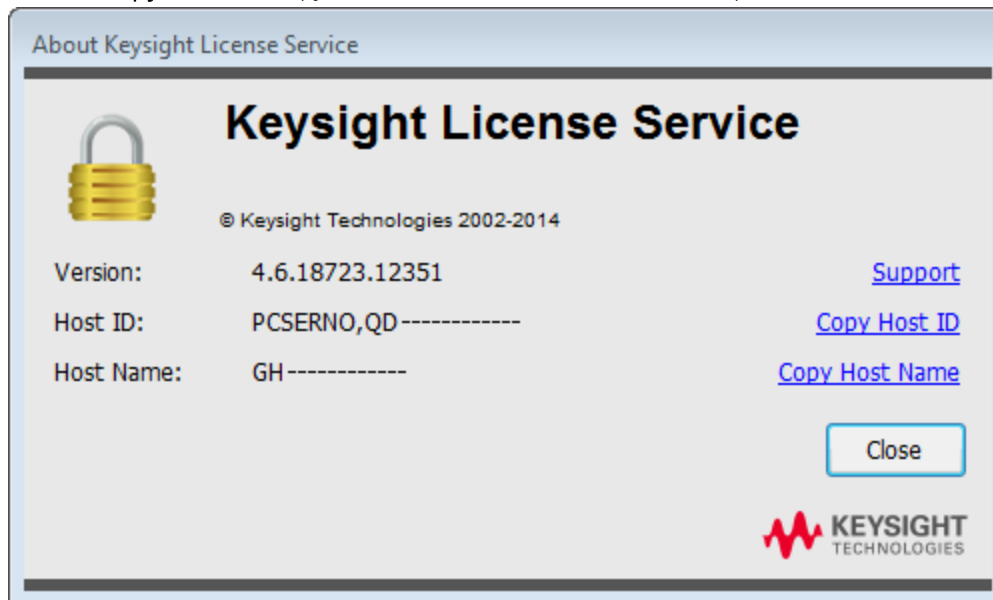 About Keysight License Service
Keysight License Service
© Keysight Technologies 2002-2014
Version: 4.6.18723.12351 Support
Host ID: PCSERNO,QD------------ Copy Host ID
Host Name: GH------------ Copy Host Name
Close
KEYSIGHT
TECHNOLOGIES